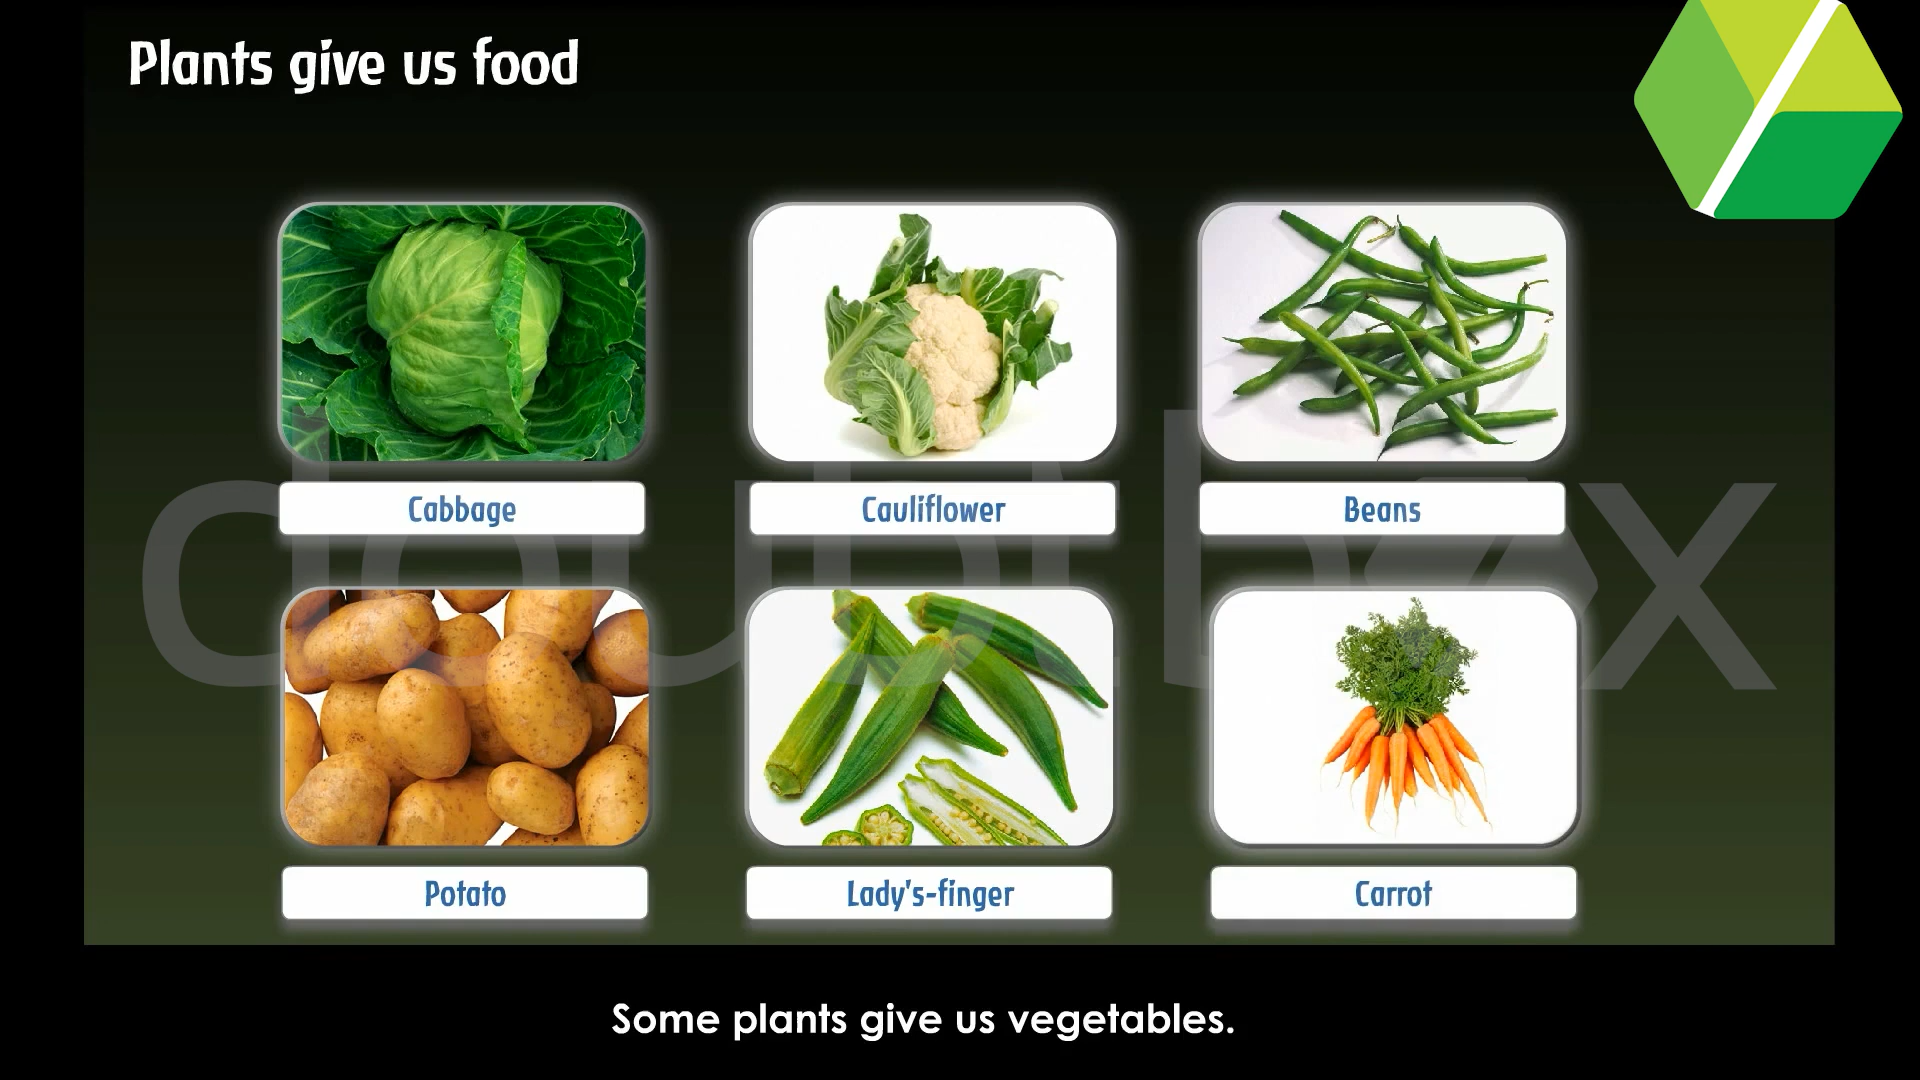 Plants give us food
Cabbage
Cauliflower
Beans
Potato
Lady's-finger
Carrot
Some plants give us vegetables.